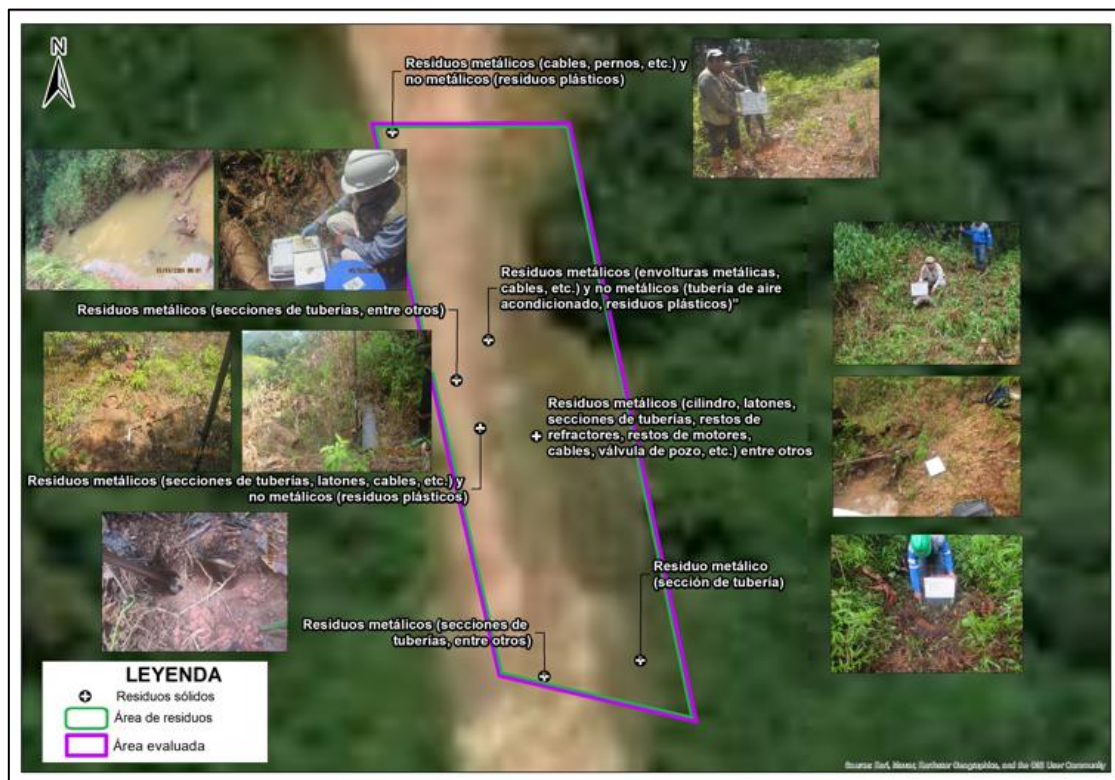 N
Residuos metálicos (cables, pernos, etc.) y
no metálicos (residuos plásticos)
Residuos metálicos (envolturas metálicas,
cables, etc.) y no metálicos (tubería de aire
acondicionado, residuos plásticos)"
Residuos metálicos (secciones de tuberías, entre otros)
Residuos metálicos (cilindro, latones,
secciones de tuberías, restos de
refractores, restos de motores,
cables, válvula de pozo, etc.) entre otros
Residuos metálicos (secciones de tuberías, latones, cables, etc.) y
no metálicos (residuos plásticos)
Residuo metálico
(sección de tubería)
Residuos metálicos (secciones de
tuberías, entre otros)
LEYENDA
Residuos sólidos
Área de residuos
Área evaluada
Source: Esri, Maxar, Earthstar Geographics, and the GIS User Community